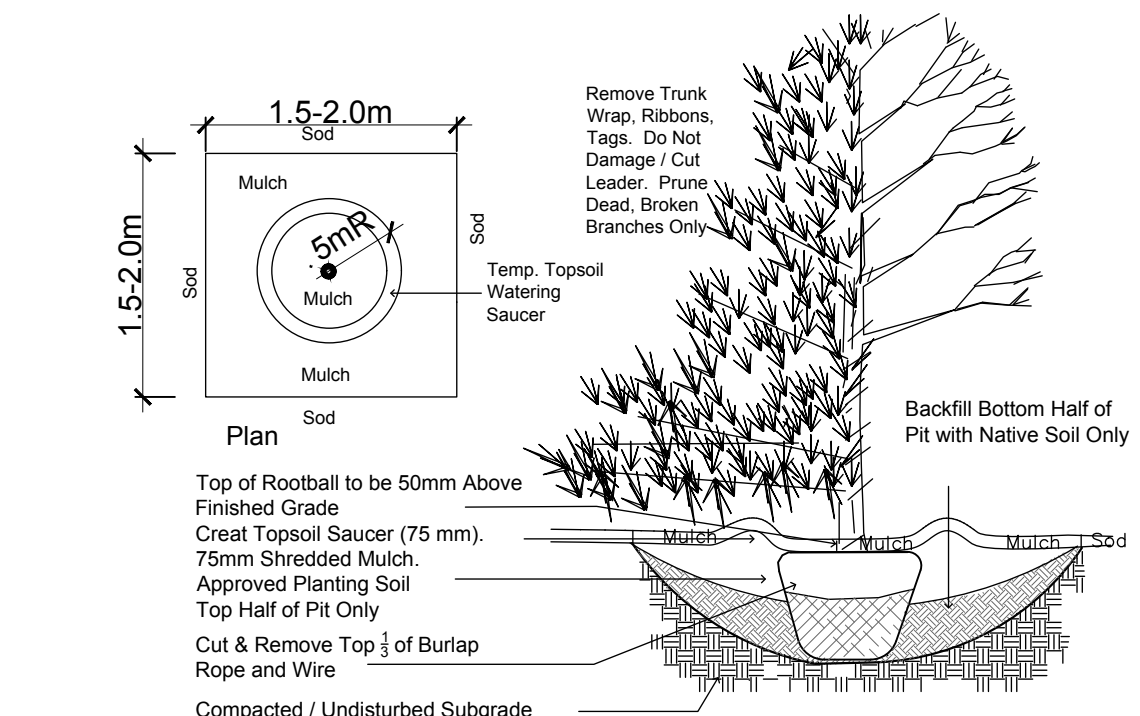 1.5-2.0m
Sod
Mulch
1.5-2.0m
Sod
.5mR
Sod
Mulch
Temp. Topsoil
Watering
Saucer
Mulch
Sod
Plan
Remove Trunk
Wrap, Ribbons,
Tags. Do Not
Damage / Cut
Leader. Prune
Dead, Broken
Branches Only
Backfill Bottom Half of
Pit with Native Soil Only
Top of Rootball to be 50mm Above
Finished Grade
Creat Topsoil Saucer (75 mm).
75mm Shredded Mulch.
Approved Planting Soil
Top Half of Pit Only
Cut & Remove Top 1/3 of Burlap
Rope and Wire
Compacted / Undisturbed Subgrade
Mulch
Mulch
Mulch
Sod